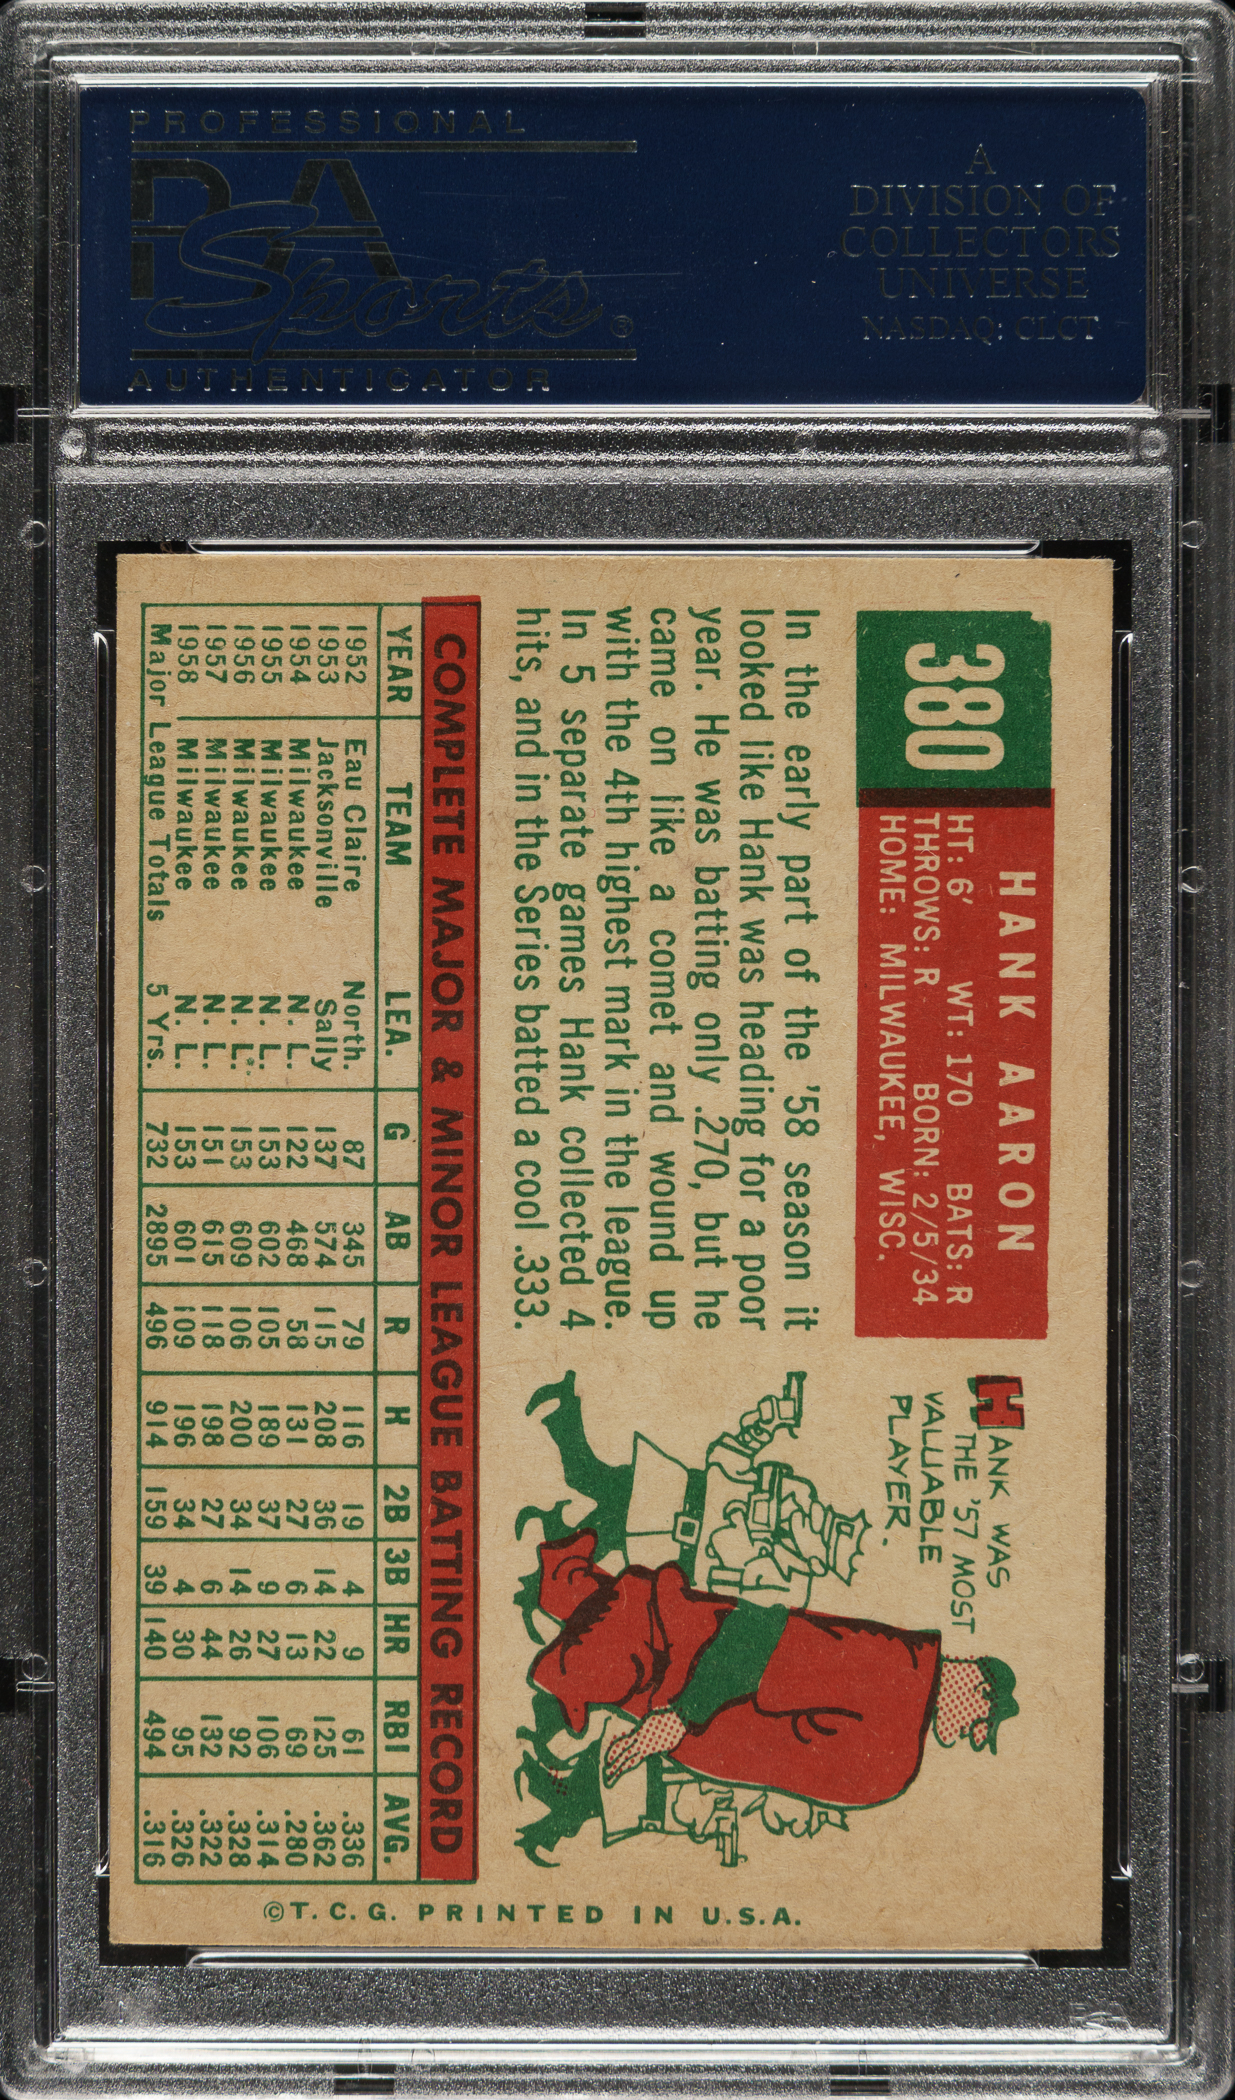 PROFESSIONAL
PSA
Sports®
AUTHENTICATOR
A
DIVISION OF
COLLECTORS
UNIVERSE
NASDAQ: CLCT
380
HANK AARON
HT: 6' WT: 170 BATS: R
THROWS: R BORN: 2/5/34
HOME: MILWAUKEE, WISC.
HANK WAS
THE '57 MOST
VALUABLE
PLAYER.
In the early part of the '58 season it
looked like Hank was heading for a poor
year. He was batting only .270, but he
came on like a comet and wound up
with the 4th highest mark in the league.
In 5 separate games Hank collected 4
hits, and in the Series batted a cool .333.
COMPLETE MAJOR & MINOR LEAGUE BATTING RECORD
YEAR TEAM LEA. G AB R H 2B 3B HR RBI AVG.
1952 Eau Claire North. 87 345 79 116 19 4 9 61 .336
1953 Jacksonville Sally 137 574 115 208 36 14 22 125 .362
1954 Milwaukee N. L. 122 468 58 131 27 6 13 69 .280
1955 Milwaukee N. L. 153 602 105 189 37 9 27 106 .314
1956 Milwaukee N. L. 153 609 106 200 34 14 26 92 .328
1957 Milwaukee N. L. 151 615 118 198 27 6 44 132 .322
1958 Milwaukee N. L. 153 601 109 196 34 4 30 95 .326
Major League Totals 5 Yrs. 732 2895 496 914 159 39 140 494 .316
©T. C. G. PRINTED IN U.S.A.